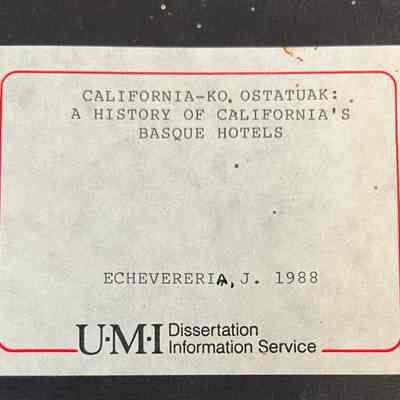 CALIFORNIA-KO OSTATUAK:
A HISTORY OF CALIFORNIA'S
BASQUE HOTELS
ECHEVERERIA, J. 1988
U·M·I Dissertation
Information Service